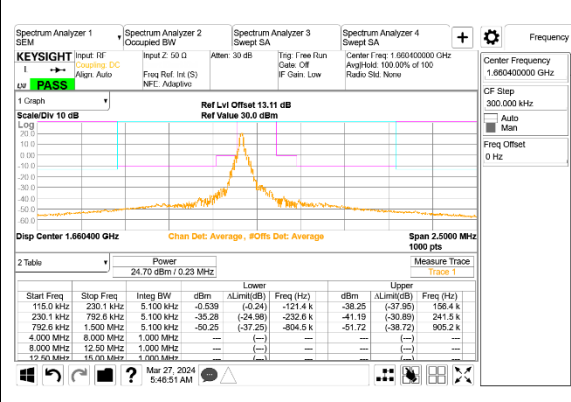 Spectrum Analyzer 1
SEM
Spectrum Analyzer 2
Occupied BW
Spectrum Analyzer 3
Swept SA
Spectrum Analyzer 4
Swept SA
+
Frequency
KEYSIGHT
L
PASS
Input: RF
Coupling: DC
Align: Auto
Input Z: 50 Ω
Freq Ref: Int (S)
NFE: Adaptive
Atten: 30 dB
Trig: Free Run
Gate: Off
IF Gain: Low
Center Freq: 1.660400000 GHz
Avg|Hold: 100.00% of 100
Radio Std: None
Center Frequency
1.660400000 GHz
CF Step
300.000 kHz
Auto
Man
Freq Offset
0 Hz
1 Graph
Scale/Div 10 dB
Ref Lvl Offset 13.11 dB
Ref Value 30.0 dBm
Log
20.0
10.0
0.00
-10.0
-20.0
-30.0
-40.0
-50.0
-60.0
Disp Center 1.660400 GHz
Chan Det: Average , #Offs Det: Average
Span 2.5000 MHz
1000 pts
2 Table
Power
24.70 dBm / 0.23 MHz
Measure Trace
Trace 1
Lower Upper
Start Freq Stop Freq Integ BW dBm ΔLimit(dB) Freq (Hz) dBm ΔLimit(dB) Freq (Hz)
115.0 kHz 230.1 kHz 5.100 kHz -0.539 (-0.24) -121.4 k -38.25 (-37.95) 156.4 k
230.1 kHz 792.6 kHz 5.100 kHz -35.28 (-24.98) -232.6 k -41.19 (-30.89) 241.5 k
792.6 kHz 1.500 MHz 5.100 kHz -50.25 (-37.25) -804.5 k -51.72 (-38.72) 905.2 k
4.000 MHz 8.000 MHz 1.000 MHz --- (---) --- --- (---) ---
8.000 MHz 12.50 MHz 1.000 MHz --- (---) --- --- (---) ---
12.50 MHz 15.00 MHz 1.000 MHz --- (---) --- --- (---) ---
?
Mar 27, 2024
5:46:51 AM